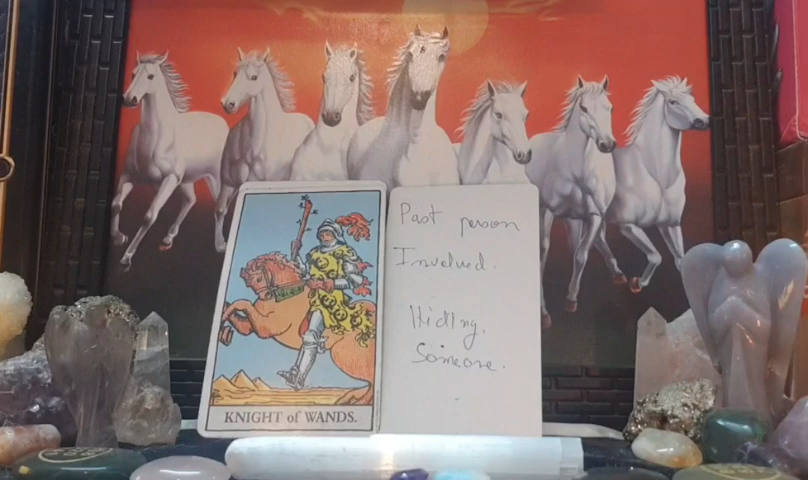 KNIGHT of WANDS.
Past person
Involved.
Hiding.
Someone.